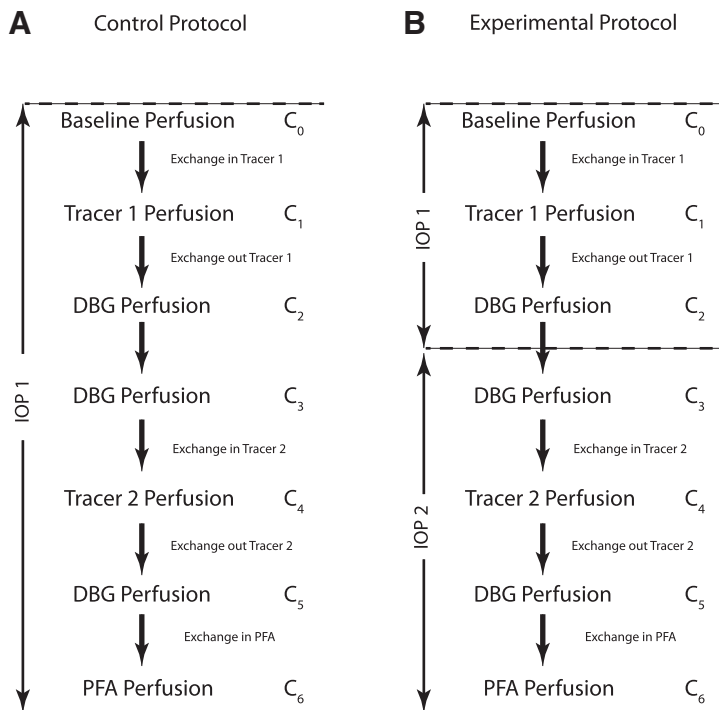 A Control Protocol
Baseline Perfusion C0
Exchange in Tracer 1
Tracer 1 Perfusion C1
Exchange out Tracer 1
DBG Perfusion C2
DBG Perfusion C3
Exchange in Tracer 2
Tracer 2 Perfusion C4
Exchange out Tracer 2
DBG Perfusion C5
Exchange in PFA
PFA Perfusion C6
IOP 1
B Experimental Protocol
Baseline Perfusion C0
Exchange in Tracer 1
Tracer 1 Perfusion C1
Exchange out Tracer 1
DBG Perfusion C2
DBG Perfusion C3
Exchange in Tracer 2
Tracer 2 Perfusion C4
Exchange out Tracer 2
DBG Perfusion C5
Exchange in PFA
PFA Perfusion C6
IOP 1
IOP 2